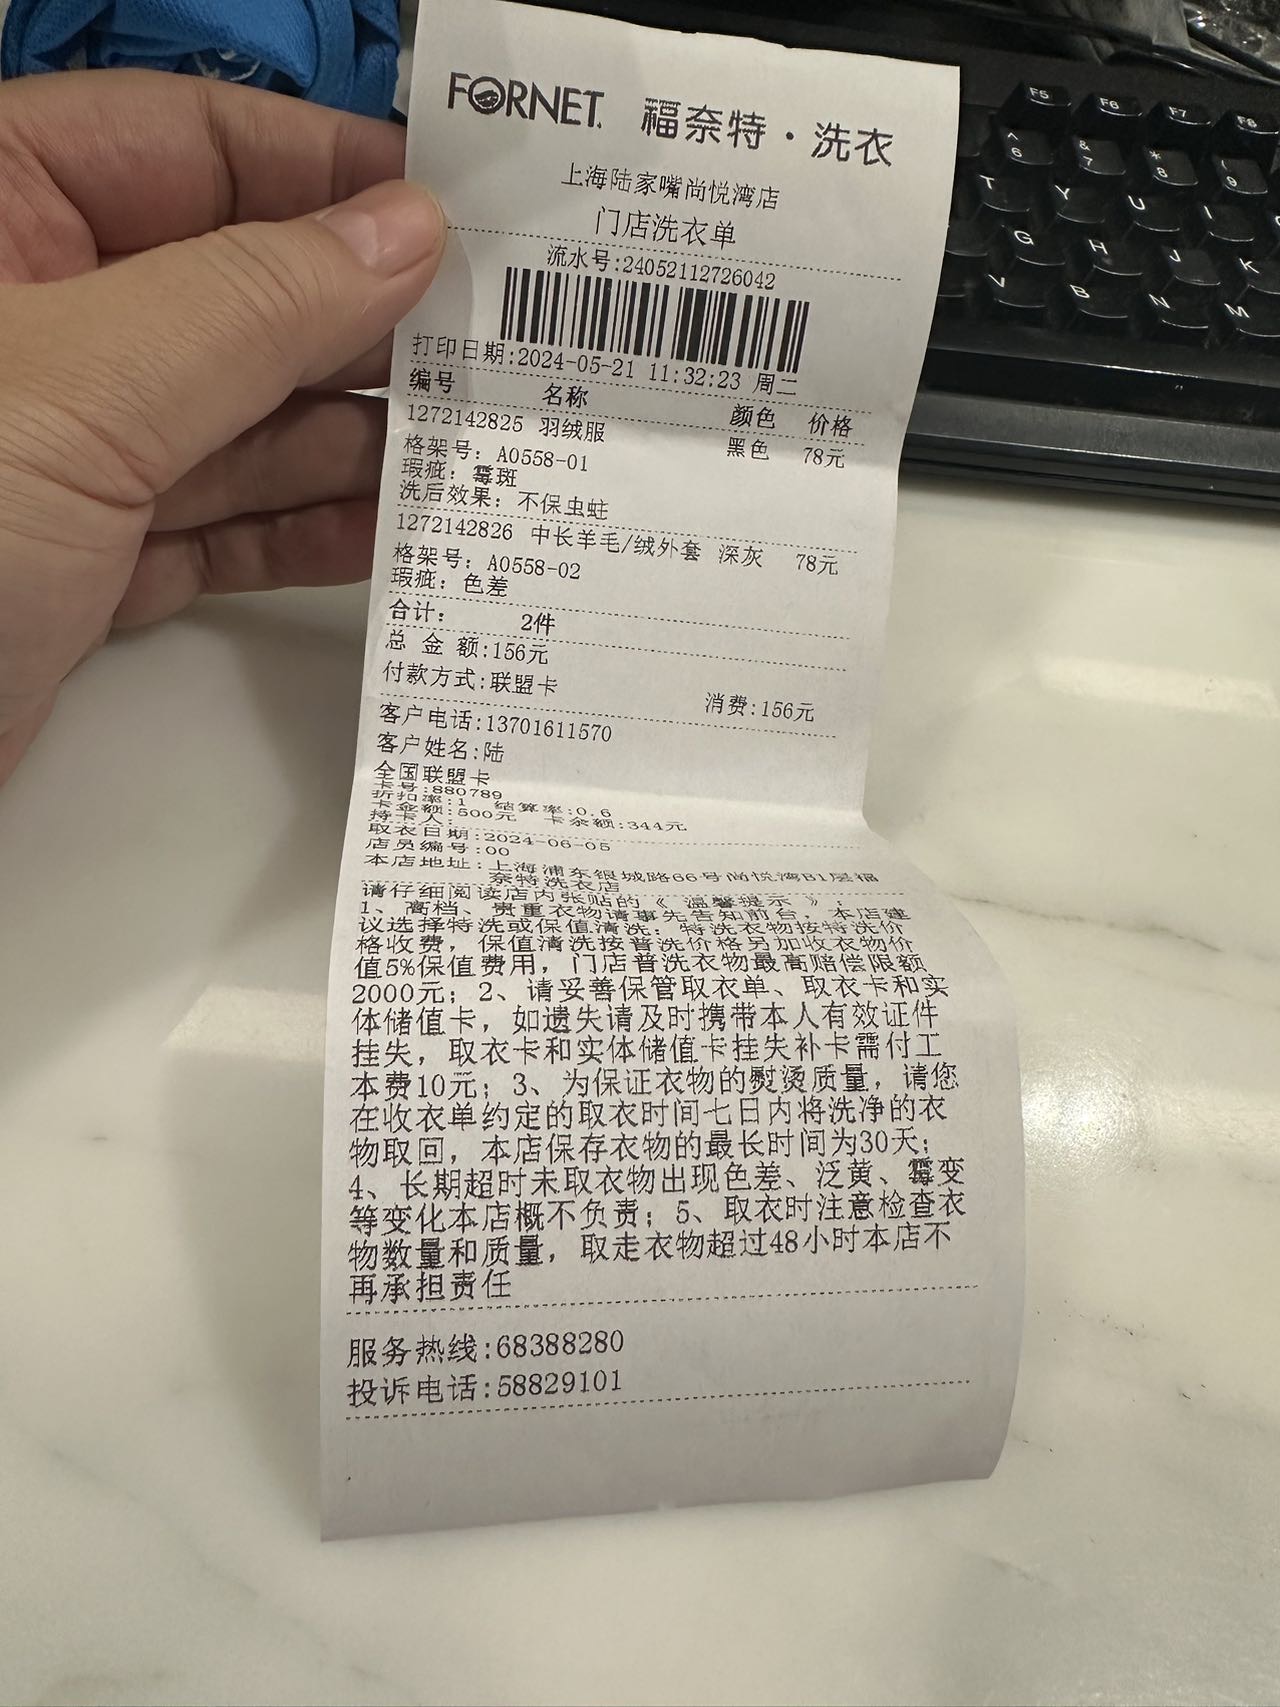 FORNET. 福奈特·洗衣
上海陆家嘴尚悦湾店
门店洗衣单
流水号:24052112726042
打印日期:2024-05-21 11:32:23 周二
编号 名称 颜色 价格
1272142825 羽绒服 黑色 78元
格架号: A0558-01
瑕疵: 霉斑
洗后效果: 不保虫蛀
1272142826 中长羊毛/绒外套 深灰 78元
格架号: A0558-02
瑕疵: 色差
合计: 2件
总 金 额:156元
付款方式:联盟卡 消费:156元
客户电话:13701611570
客户姓名:陆
全国联盟卡
卡号:880789
折扣率:1 结算率:0.6
卡金额:500元 卡余额:344元
持卡人:
取衣日期:2024-06-05
店员编号:00
本店地址:上海浦东银城路66号尚悦湾B1层福
奈特洗衣店
请仔细阅读店内张贴的《 温馨提示 》:
1、高档、贵重衣物请事先告知前台,本店建
议选择特洗或保值清洗:特洗衣物按特洗价
格收费,保值清洗按普洗价格另加收衣物价
值5%保值费用,门店普洗衣物最高赔偿限额
2000元;2、请妥善保管取衣单、取衣卡和实
体储值卡,如遗失请及时携带本人有效证件
挂失,取衣卡和实体储值卡挂失补卡需付工
本费10元;3、为保证衣物的熨烫质量,请您
在收衣单约定的取衣时间七日内将洗净的衣
物取回,本店保存衣物的最长时间为30天;
4、长期超时未取衣物出现色差、泛黄、霉变
等变化本店概不负责;5、取衣时注意检查衣
物数量和质量,取走衣物超过48小时本店不
再承担责任
服务热线:68388280
投诉电话:58829101
F5 F6 F7 F8
^ 6 & 7 * 8 ( 9
T Y U I
G H J K
V B N M